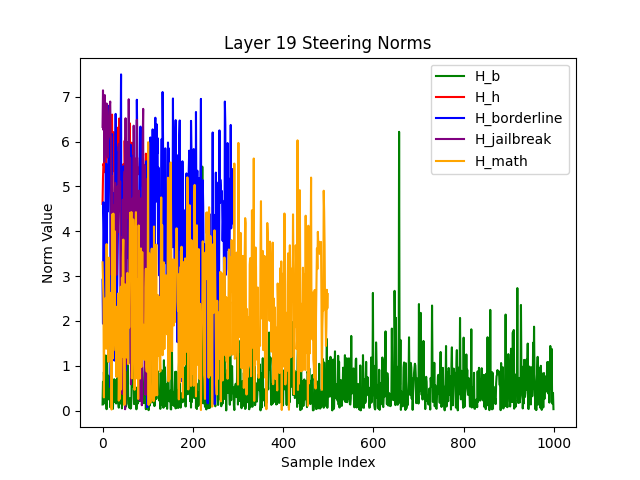 Layer 19 Steering Norms
H_b
H_h
H_borderline
H_jailbreak
H_math
Norm Value
7
6
5
4
3
2
1
0
0 200 400 600 800 1000
Sample Index